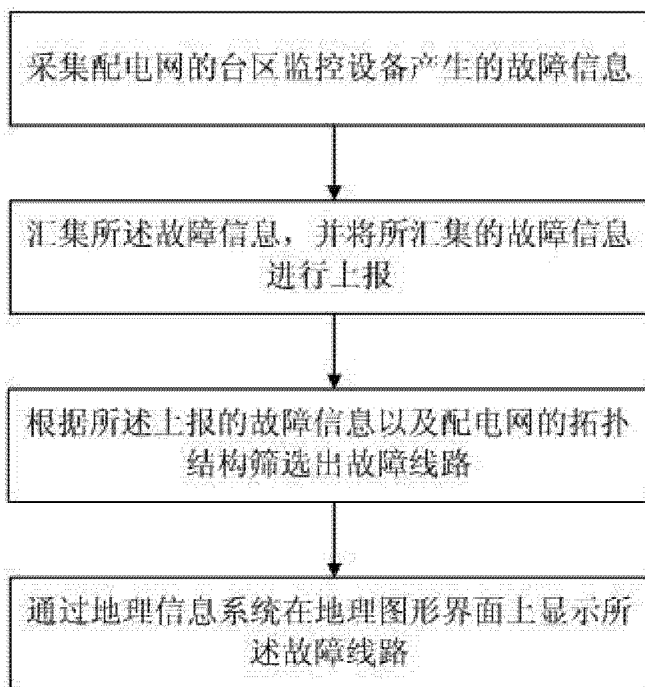 采集配电网的台区监控设备产生的故障信息
汇集所述故障信息，并将所汇集的故障信息
进行上报
根据所述上报的故障信息以及配电网的拓扑
结构筛选出故障线路
通过地理信息系统在地理图形界面上显示所
述故障线路